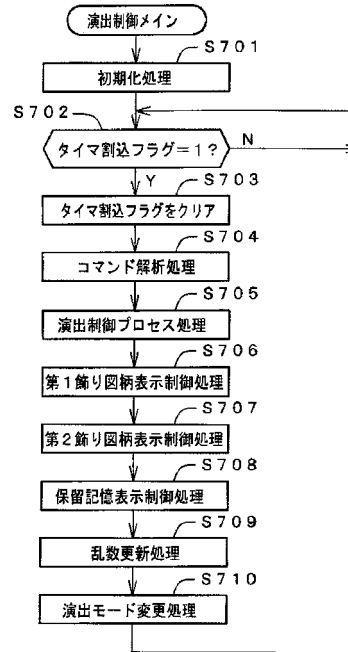 演出制御メイン
S701
初期化処理
S702
タイマ割込フラグ=1?
N
Y
S703
タイマ割込フラグをクリア
S704
コマンド解析処理
S705
演出制御プロセス処理
S706
第1飾り図柄表示制御処理
S707
第2飾り図柄表示制御処理
S708
保留記憶表示制御処理
S709
乱数更新処理
S710
演出モード変更処理